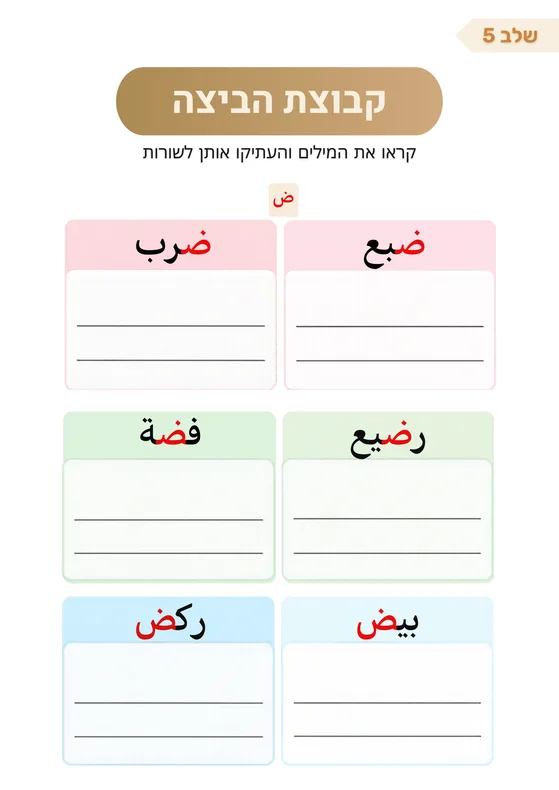 שלב 5
קבוצת הביצה
קראו את המילים והעתיקו אותן לשורות
ض
ضبع
ضرب
رضيع
فضة
بيض
ركض